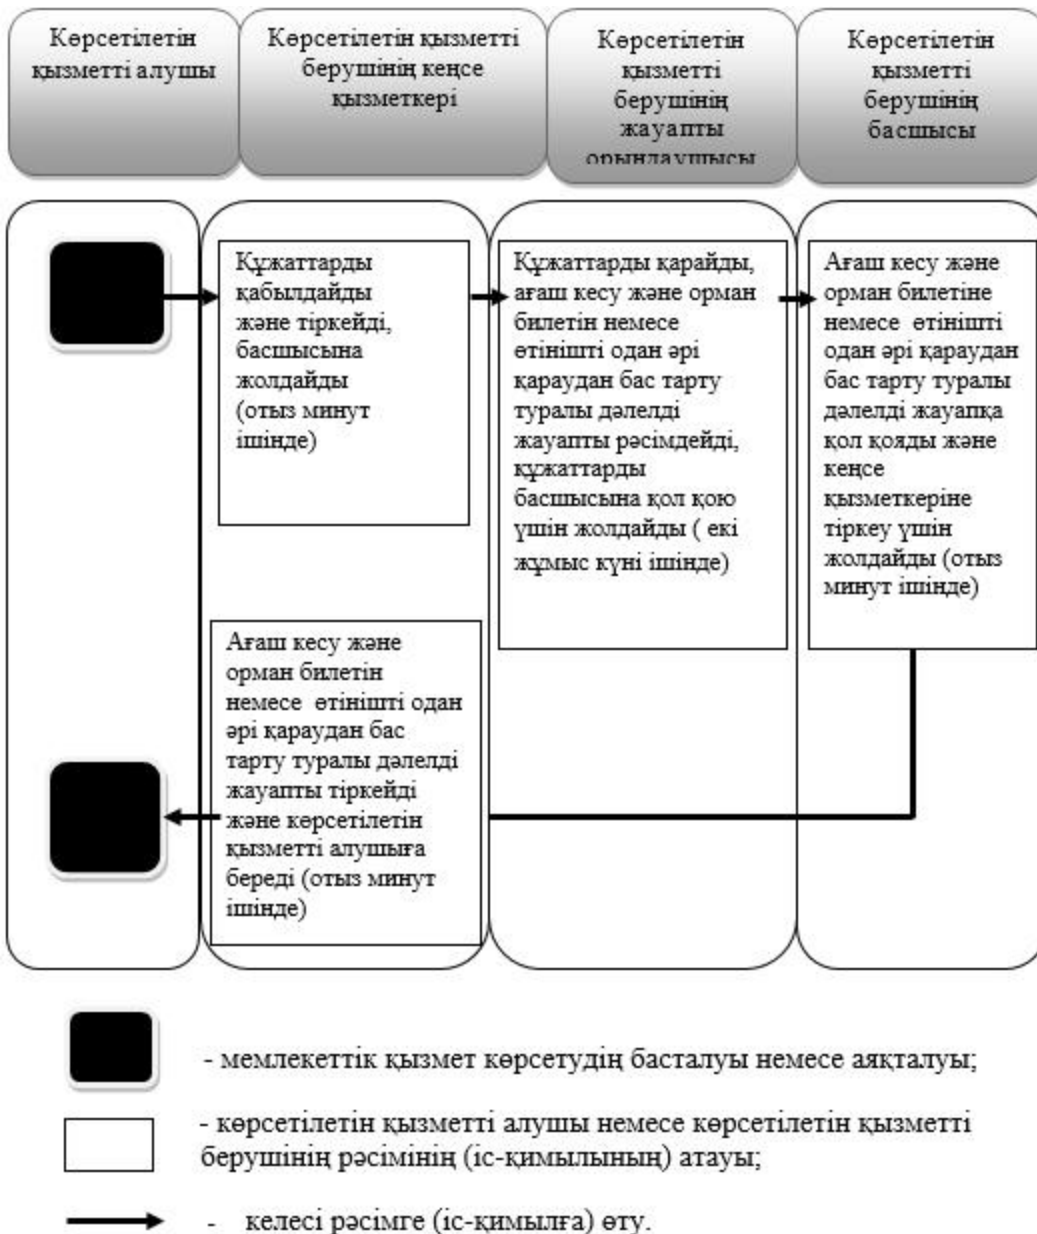 Көрсетілетін
қызметті алушы
Көрсетілетін қызметті
берушінің кеңсе
қызметкері
Көрсетілетін
қызметті
берушінің
жауапты
орындаушысы
Көрсетілетін
қызметті
берушінің
басшысы
Құжаттарды
қабылдайды
және тіркейді,
басшысына
жолдайды
(отыз минут
ішінде)
Құжаттарды қарайды,
ағаш кесу және орман
билетін немесе
өтінішті одан әрі
қараудан бас тарту
туралы дәлелді
жауапты рәсімдейді,
құжаттарды
басшысына қол қою
үшін жолдайды ( екі
жұмыс күні ішінде)
Ағаш кесу және
орман билетіне
немесе өтінішті
одан әрі қараудан
бас тарту туралы
дәлелді жауапқа
қол қояды және
кеңсе
қызметкеріне
тіркеу үшін
жолдайды (отыз
минут ішінде)
Ағаш кесу және
орман билетін
немесе өтінішті одан
әрі қараудан бас
тарту туралы дәлелді
жауапты тіркейді
және көрсетілетін
қызметті алушыға
береді (отыз минут
ішінде)
- мемлекеттік қызмет көрсетудің басталуы немесе аяқталуы;
- көрсетілетін қызметті алушы немесе көрсетілетін қызметті
берушінің рәсімінің (іс-қимылының) атауы;
- келесі рәсімге (іс-қимылға) өту.